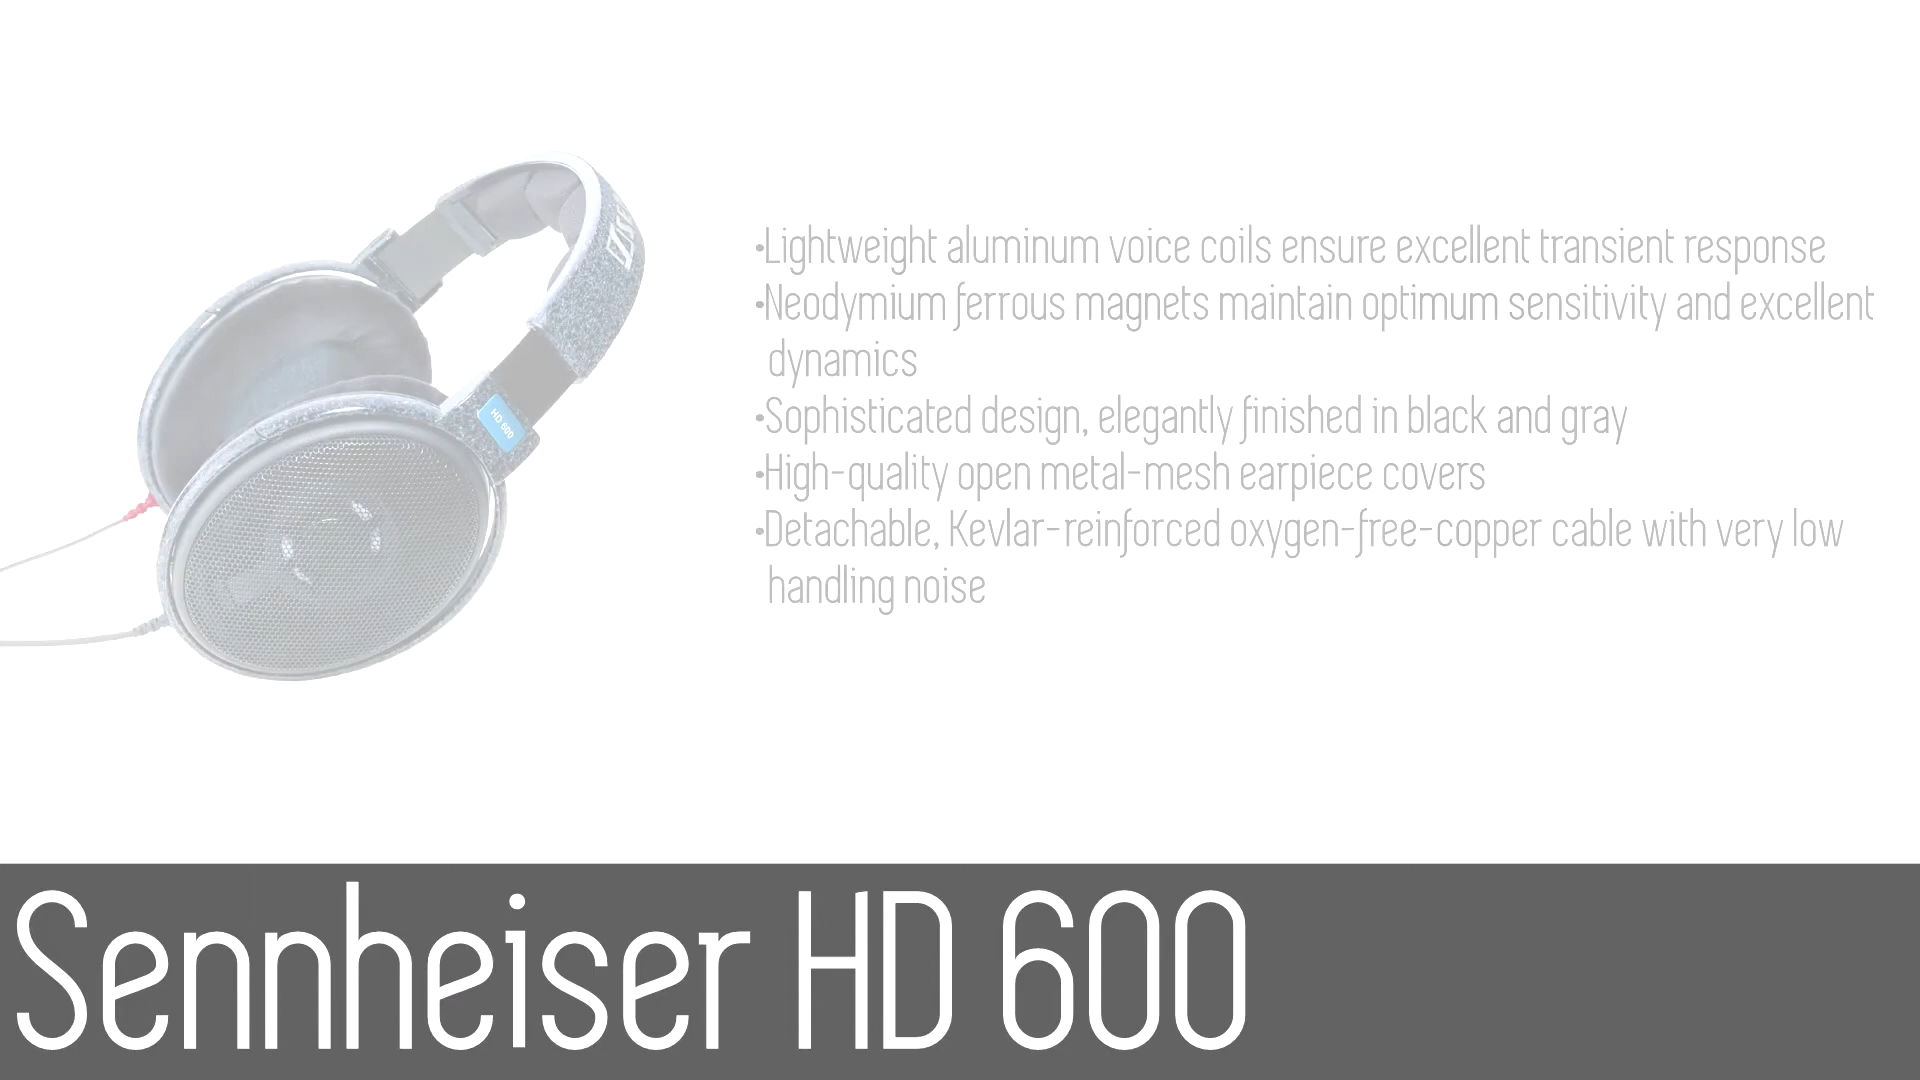 •Lightweight aluminum voice coils ensure excellent transient response
•Neodymium ferrous magnets maintain optimum sensitivity and excellent
dynamics
•Sophisticated design, elegantly finished in black and gray
•High-quality open metal-mesh earpiece covers
•Detachable, Kevlar-reinforced oxygen-free-copper cable with very low
handling noise
HD 600
Sennheiser HD 600